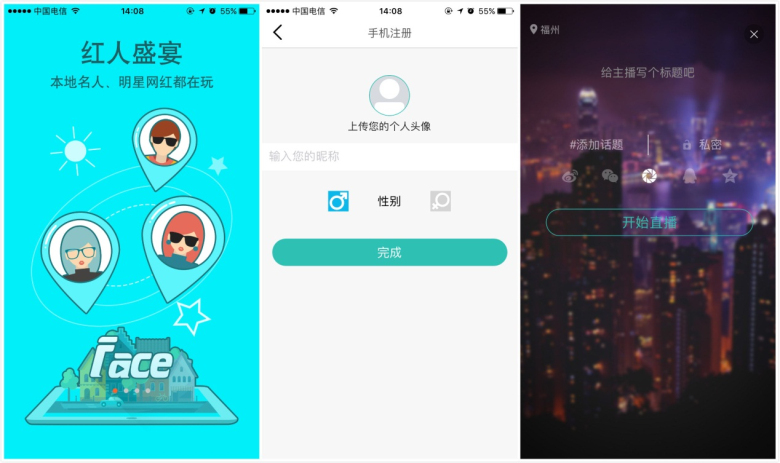 中国电信 14:08 55%
红人盛宴
本地名人、明星网红都在玩
face
中国电信 14:08 55%
手机注册
上传您的个人头像
输入您的昵称
性别
完成
福州
给主播写个标题吧
#添加话题 私密
开始直播